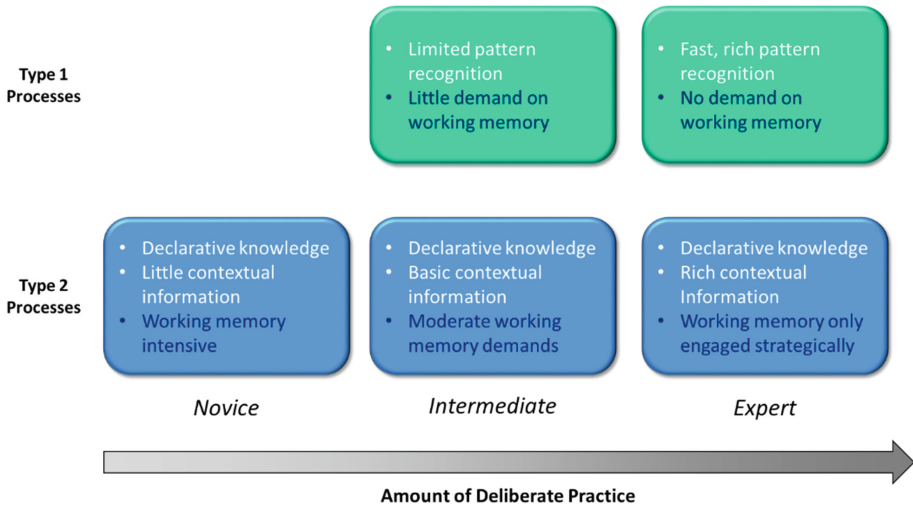 Type 1
Processes
• Limited pattern
recognition
• Little demand on
working memory
• Fast, rich pattern
recognition
• No demand on
working memory
Type 2
Processes
• Declarative knowledge
• Little contextual
information
• Working memory
intensive
• Declarative knowledge
• Basic contextual
information
• Moderate working
memory demands
• Declarative knowledge
• Rich contextual
Information
• Working memory only
engaged strategically
Novice
Intermediate
Expert
Amount of Deliberate Practice